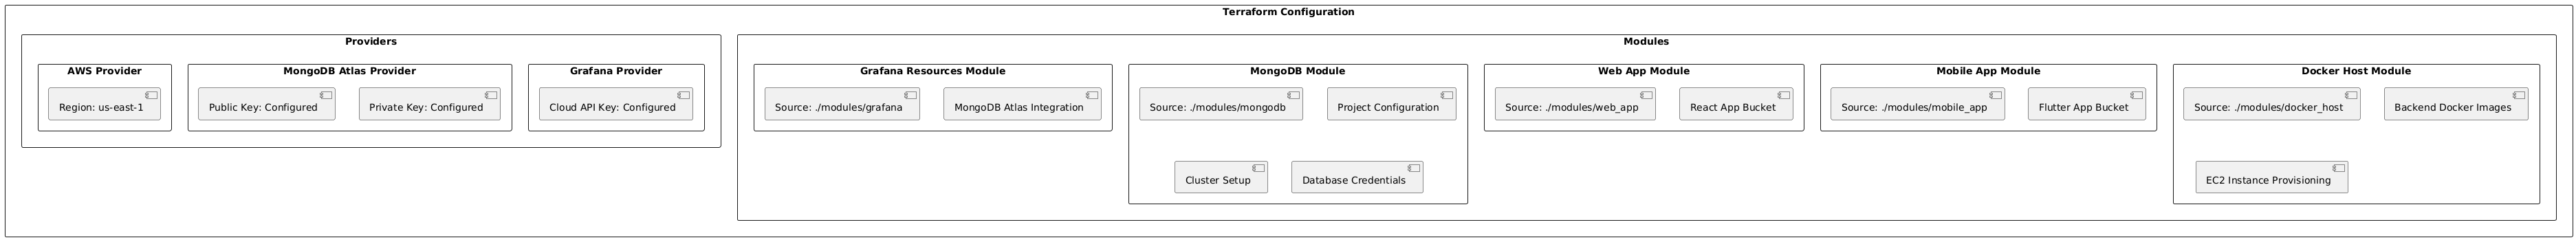 Terraform Configuration
Providers
AWS Provider
Region: us-east-1
MongoDB Atlas Provider
Public Key: Configured
Private Key: Configured
Grafana Provider
Cloud API Key: Configured
Modules
Grafana Resources Module
Source: ./modules/grafana
MongoDB Atlas Integration
MongoDB Module
Source: ./modules/mongodb
Project Configuration
Cluster Setup
Database Credentials
Web App Module
Source: ./modules/web_app
React App Bucket
Mobile App Module
Source: ./modules/mobile_app
Flutter App Bucket
Docker Host Module
Source: ./modules/docker_host
Backend Docker Images
EC2 Instance Provisioning